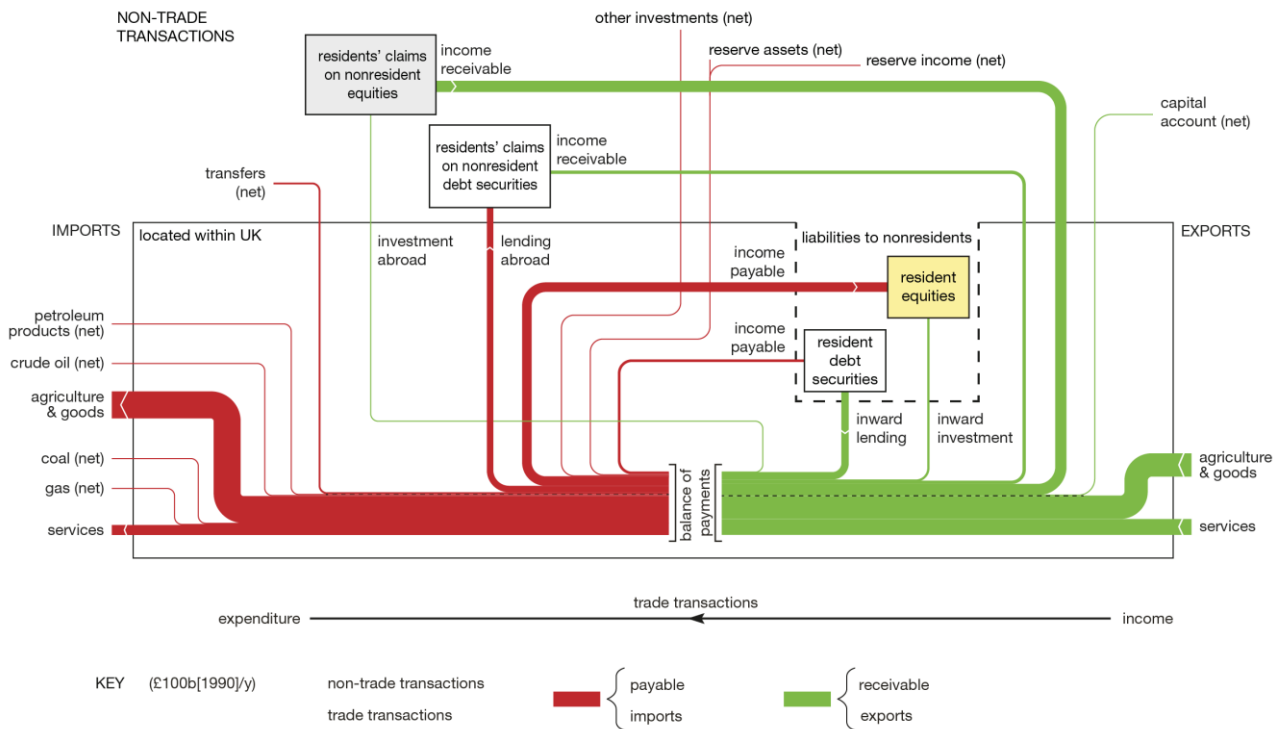 NON-TRADE
TRANSACTIONS
other investments (net)
reserve assets (net)
reserve income (net)
residents' claims
on nonresident
equities
income
receivable
capital
account (net)
residents' claims
on nonresident
debt securities
income
receivable
transfers
(net)
IMPORTS
located within UK
investment
abroad
lending
abroad
income
payable
liabilities to nonresidents
EXPORTS
resident
equities
petroleum
products (net)
income
payable
resident
debt
securities
crude oil (net)
agriculture
& goods
inward
lending
inward
investment
coal (net)
gas (net)
services
balance of
payments
agriculture
& goods
services
trade transactions
expenditure
income
KEY (£100b[1990]/y)
non-trade transactions
trade transactions
payable
imports
receivable
exports